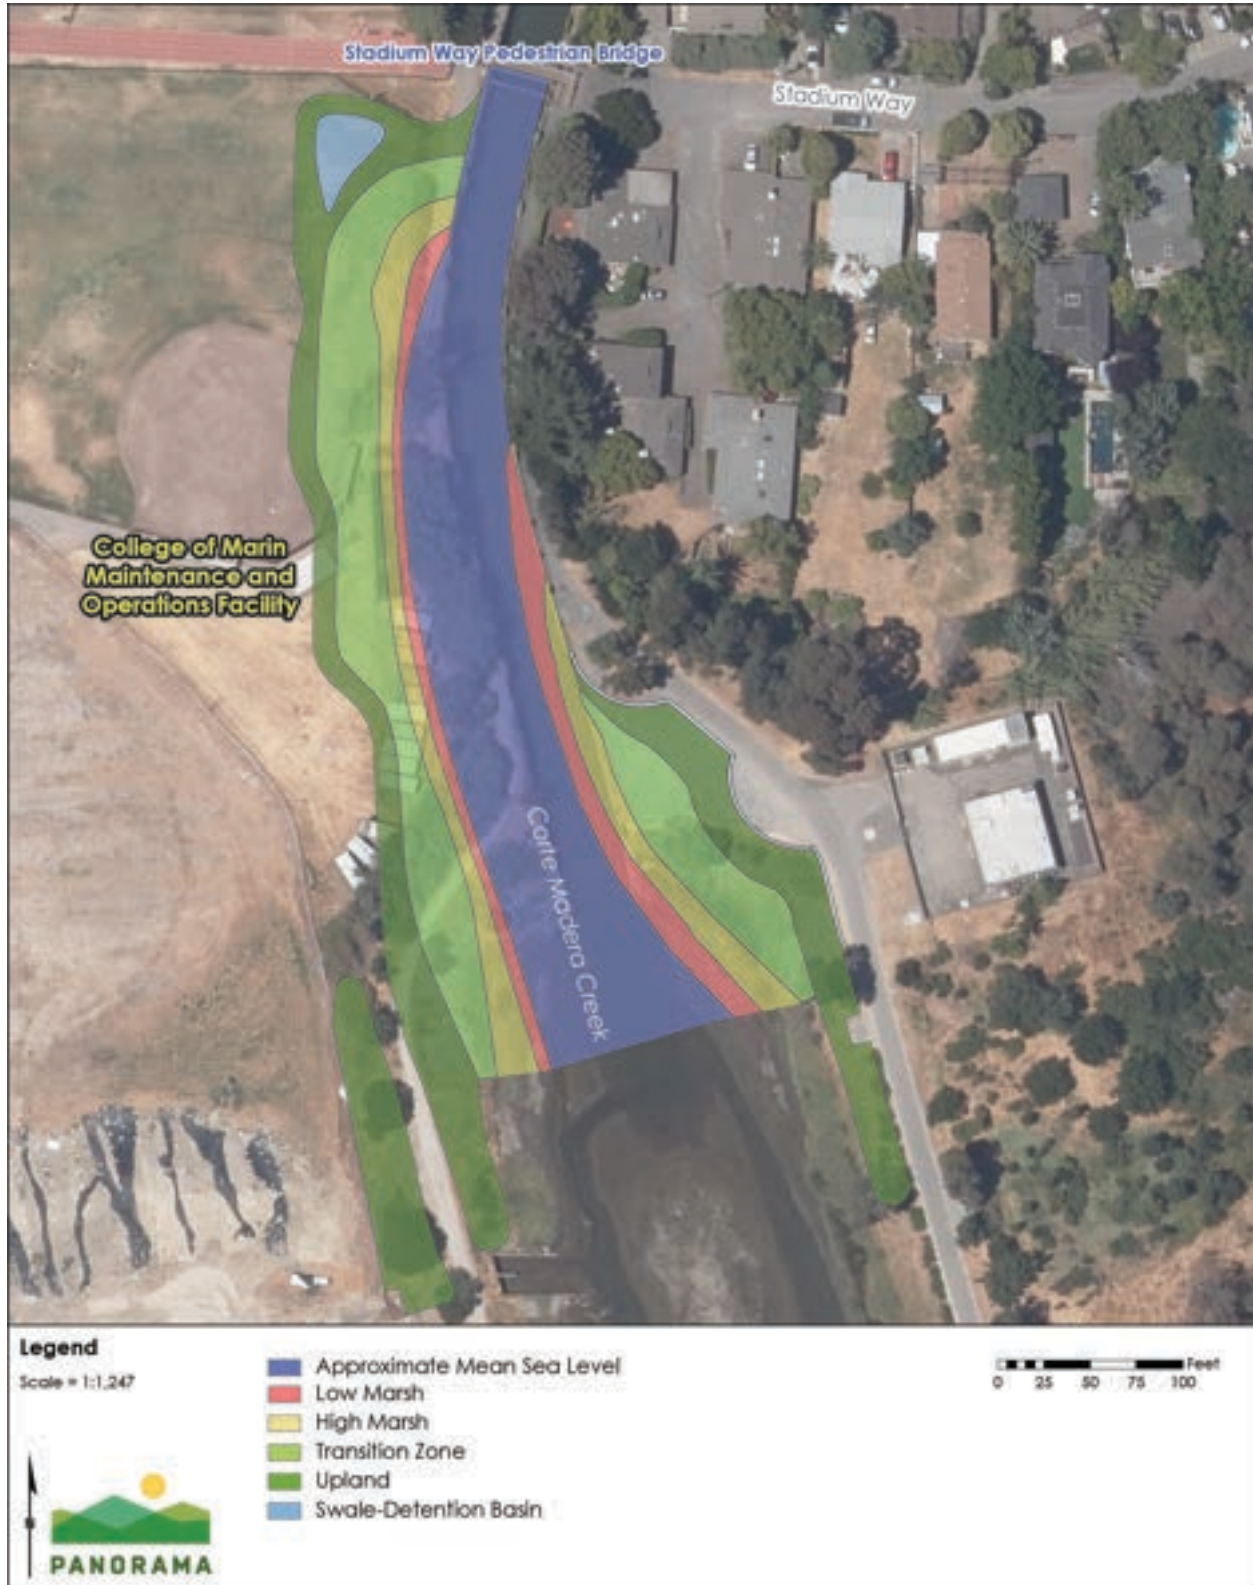 Stadium Way Pedestrian Bridge
Stadium Way
College of Marin
Maintenance and
Operations Facility
Corte Madera Creek
Legend
Scale = 1:1,247
Approximate Mean Sea Level
Low Marsh
High Marsh
Transition Zone
Upland
Swale-Detention Basin
Feet
0 25 50 75 100
PANORAMA